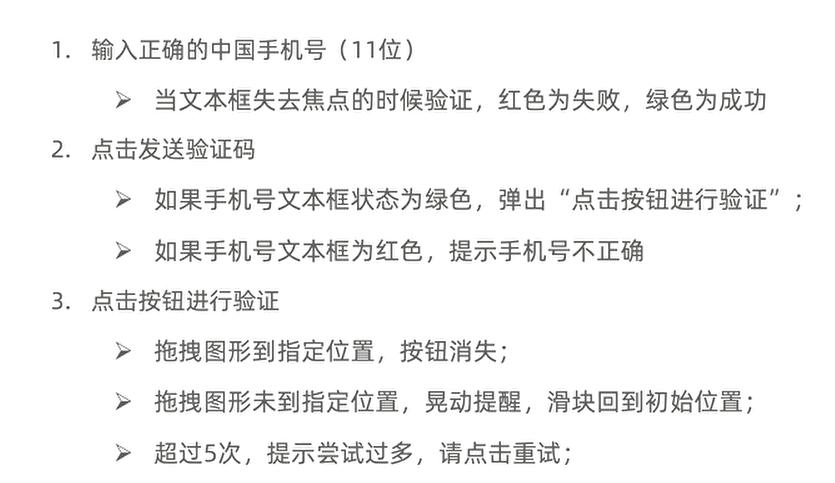 1. 输入正确的中国手机号（11位）
➢ 当文本框失去焦点的时候验证，红色为失败，绿色为成功
2. 点击发送验证码
➢ 如果手机号文本框状态为绿色，弹出“点击按钮进行验证”；
➢ 如果手机号文本框为红色，提示手机号不正确
3. 点击按钮进行验证
➢ 拖拽图形到指定位置，按钮消失；
➢ 拖拽图形未到指定位置，晃动提醒，滑块回到初始位置；
➢ 超过5次，提示尝试过多，请点击重试；